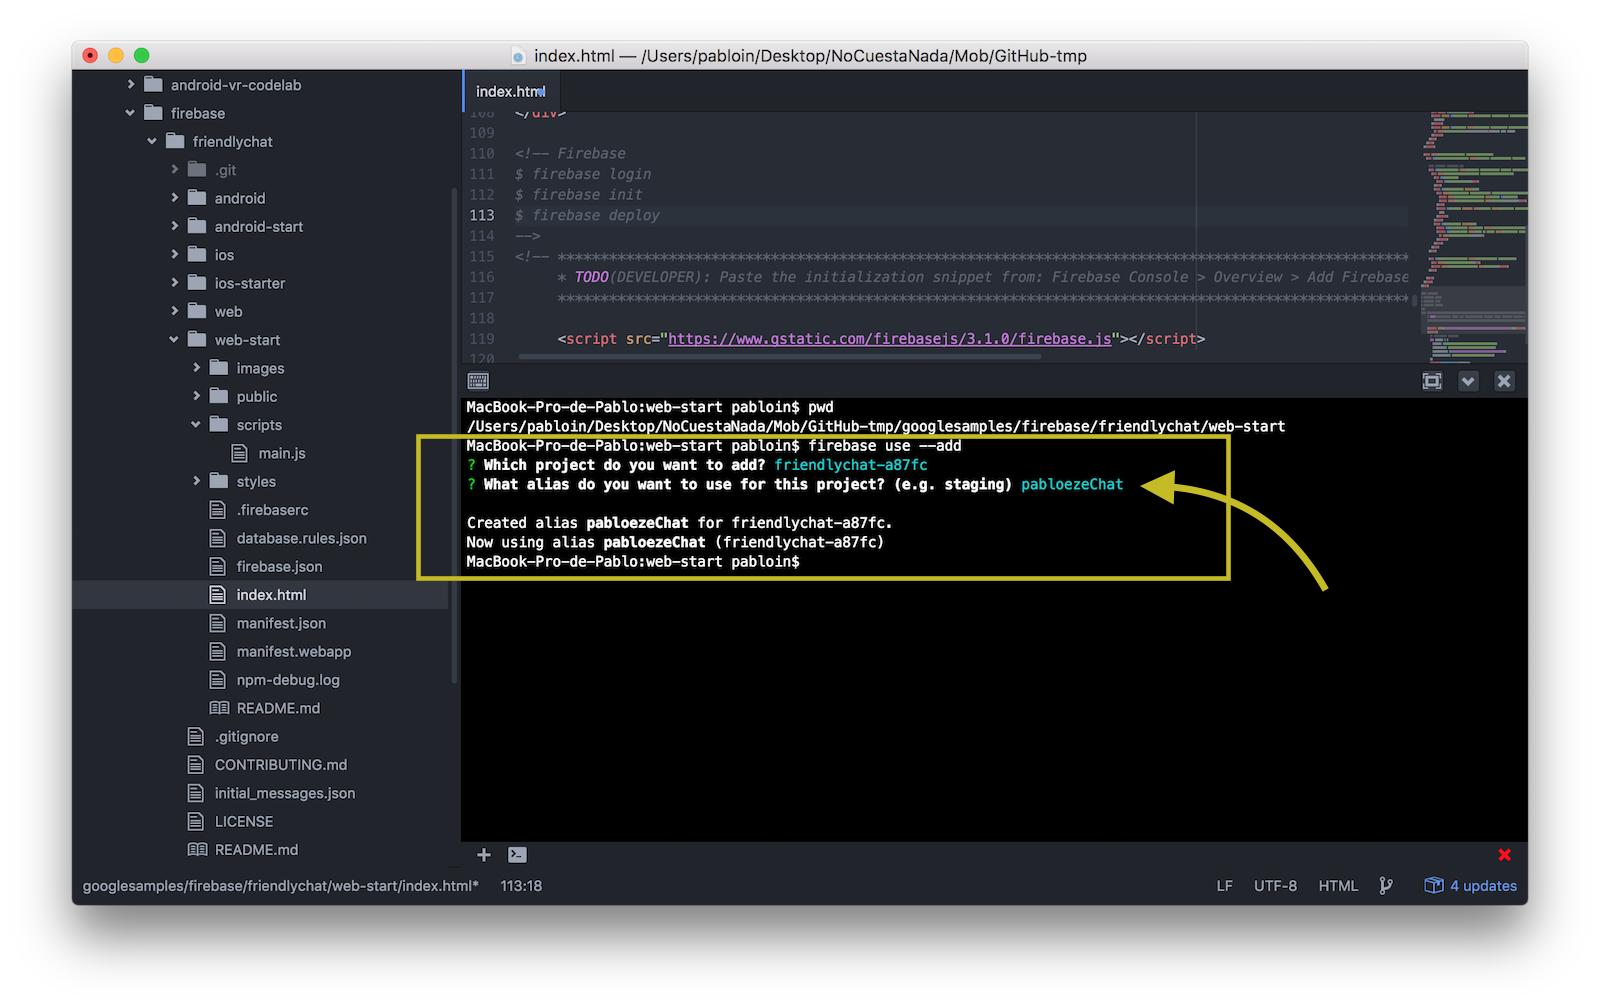 index.html — /Users/pabloin/Desktop/NoCuestaNada/Mob/GitHub-tmp
android-vr-codelab
firebase
friendlychat
.git
android
android-start
ios
ios-starter
web
web-start
images
public
scripts
main.js
styles
.firebaserc
database.rules.json
firebase.json
index.html
manifest.json
manifest.webapp
npm-debug.log
README.md
.gitignore
CONTRIBUTING.md
initial_messages.json
LICENSE
README.md
index.html
108 </div>
109
110 <!-- Firebase
111 $ firebase login
112 $ firebase init
113 $ firebase deploy
114 -->
115 <!-- ****************************************************************************************************
116 * TODO(DEVELOPER): Paste the initialization snippet from: Firebase Console > Overview > Add Firebase
117 ****************************************************************************************************
118
119 <script src="https://www.gstatic.com/firebasejs/3.1.0/firebase.js"></script>
120
MacBook-Pro-de-Pablo:web-start pabloin$ pwd
/Users/pabloin/Desktop/NoCuestaNada/Mob/GitHub-tmp/googlesamples/firebase/friendlychat/web-start
MacBook-Pro-de-Pablo:web-start pabloin$ firebase use --add
? Which project do you want to add? friendlychat-a87fc
? What alias do you want to use for this project? (e.g. staging) pabloezeChat
Created alias pabloezeChat for friendlychat-a87fc.
Now using alias pabloezeChat (friendlychat-a87fc)
MacBook-Pro-de-Pablo:web-start pabloin$
googlesamples/firebase/friendlychat/web-start/index.html* 113:18 LF UTF-8 HTML 4 updates